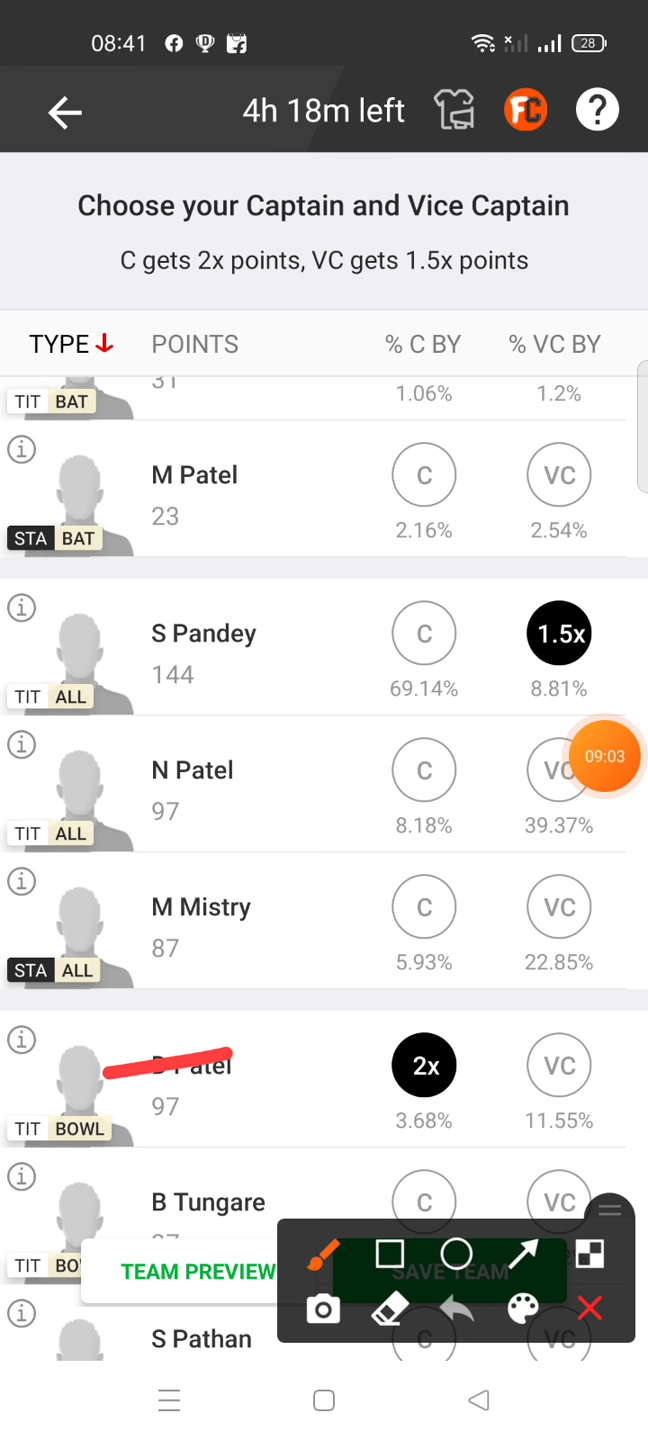 08:41
28
4h 18m left
FC
?
Choose your Captain and Vice Captain
C gets 2x points, VC gets 1.5x points
TYPE POINTS % C BY % VC BY
31 1.06% 1.2%
TIT BAT
M Patel C VC
23 2.16% 2.54%
STA BAT
S Pandey C 1.5x
144 69.14% 8.81%
TIT ALL
N Patel C VC
09:03
97 8.18% 39.37%
TIT ALL
M Mistry C VC
87 5.93% 22.85%
STA ALL
Patel 2x VC
97 3.68% 11.55%
TIT BOWL
B Tungare C VC
TIT BO
TEAM PREVIEW SAVE TEAM
S Pathan C VC